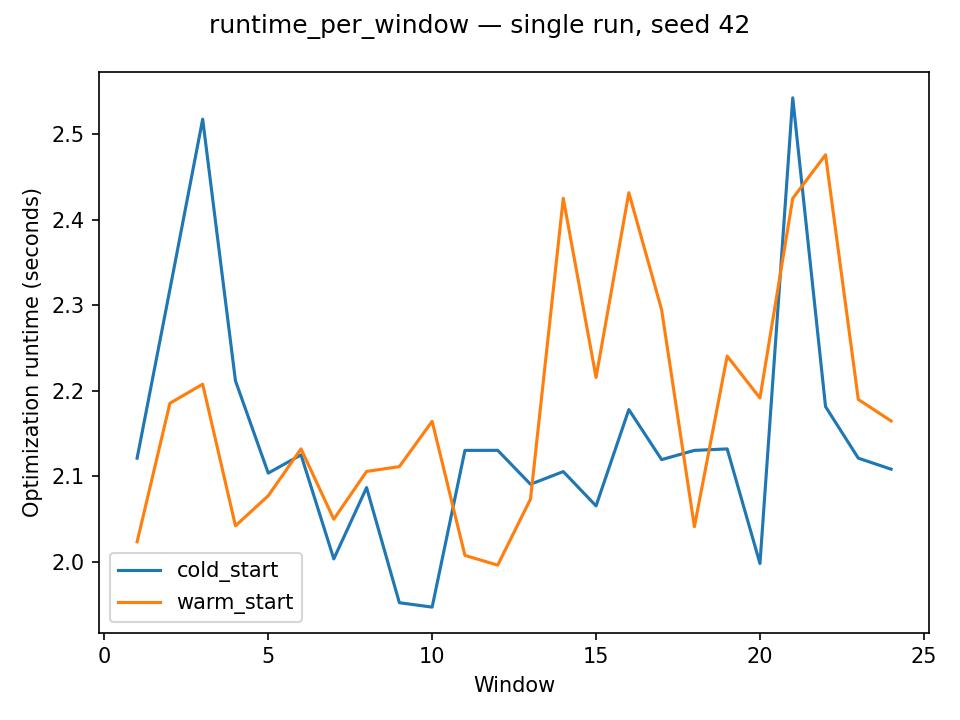 runtime_per_window — single run, seed 42
Optimization runtime (seconds)
2.5
2.4
2.3
2.2
2.1
2.0
cold_start
warm_start
0 5 10 15 20 25
Window